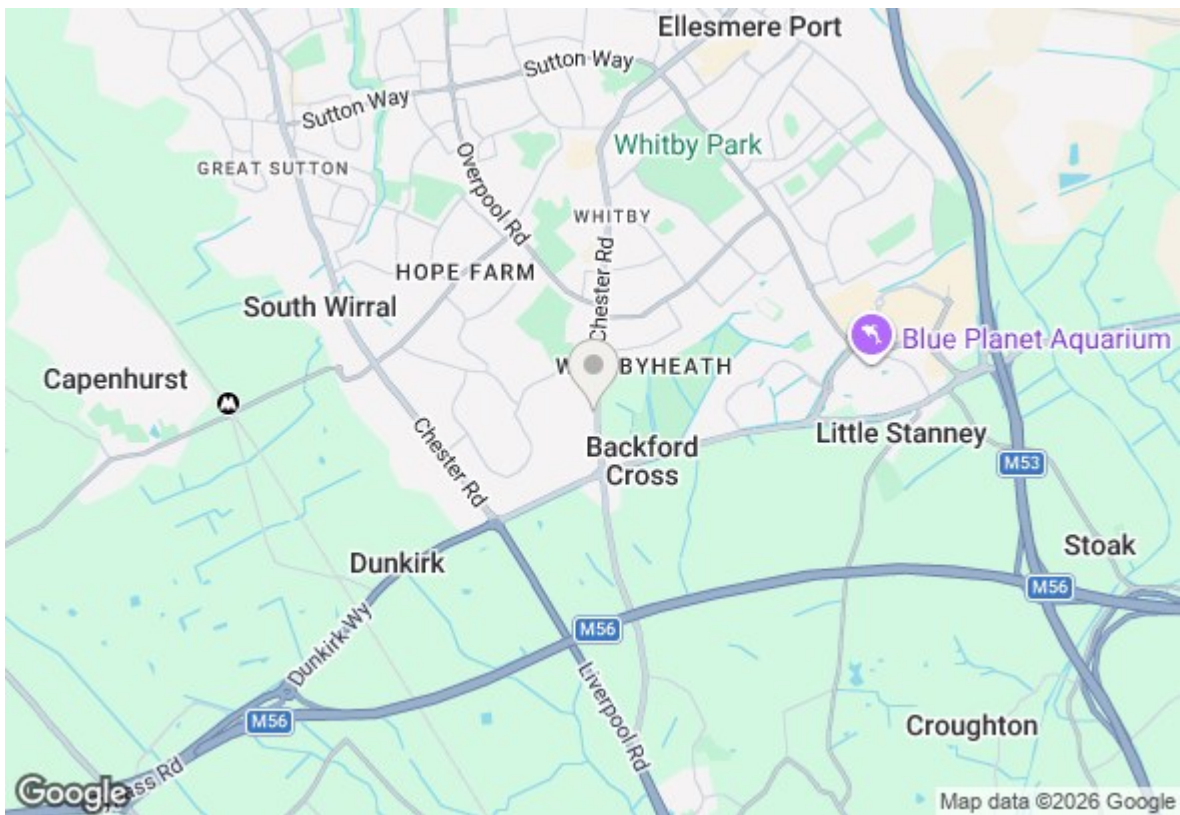 Ellesmere Port
Sutton Way
Sutton Way
Whitby Park
GREAT SUTTON
Overpool Rd
WHITBY
Chester Rd
HOPE FARM
South Wirral
Blue Planet Aquarium
BYHEATH
Capenhurst
Chester Rd
Little Stanney
Backford
Cross
M53
Stoak
Dunkirk
M56
M56
Dunkirk Wy
Liverpool Rd
M56
Croughton
Rd
Google
Map data ©2026 Google